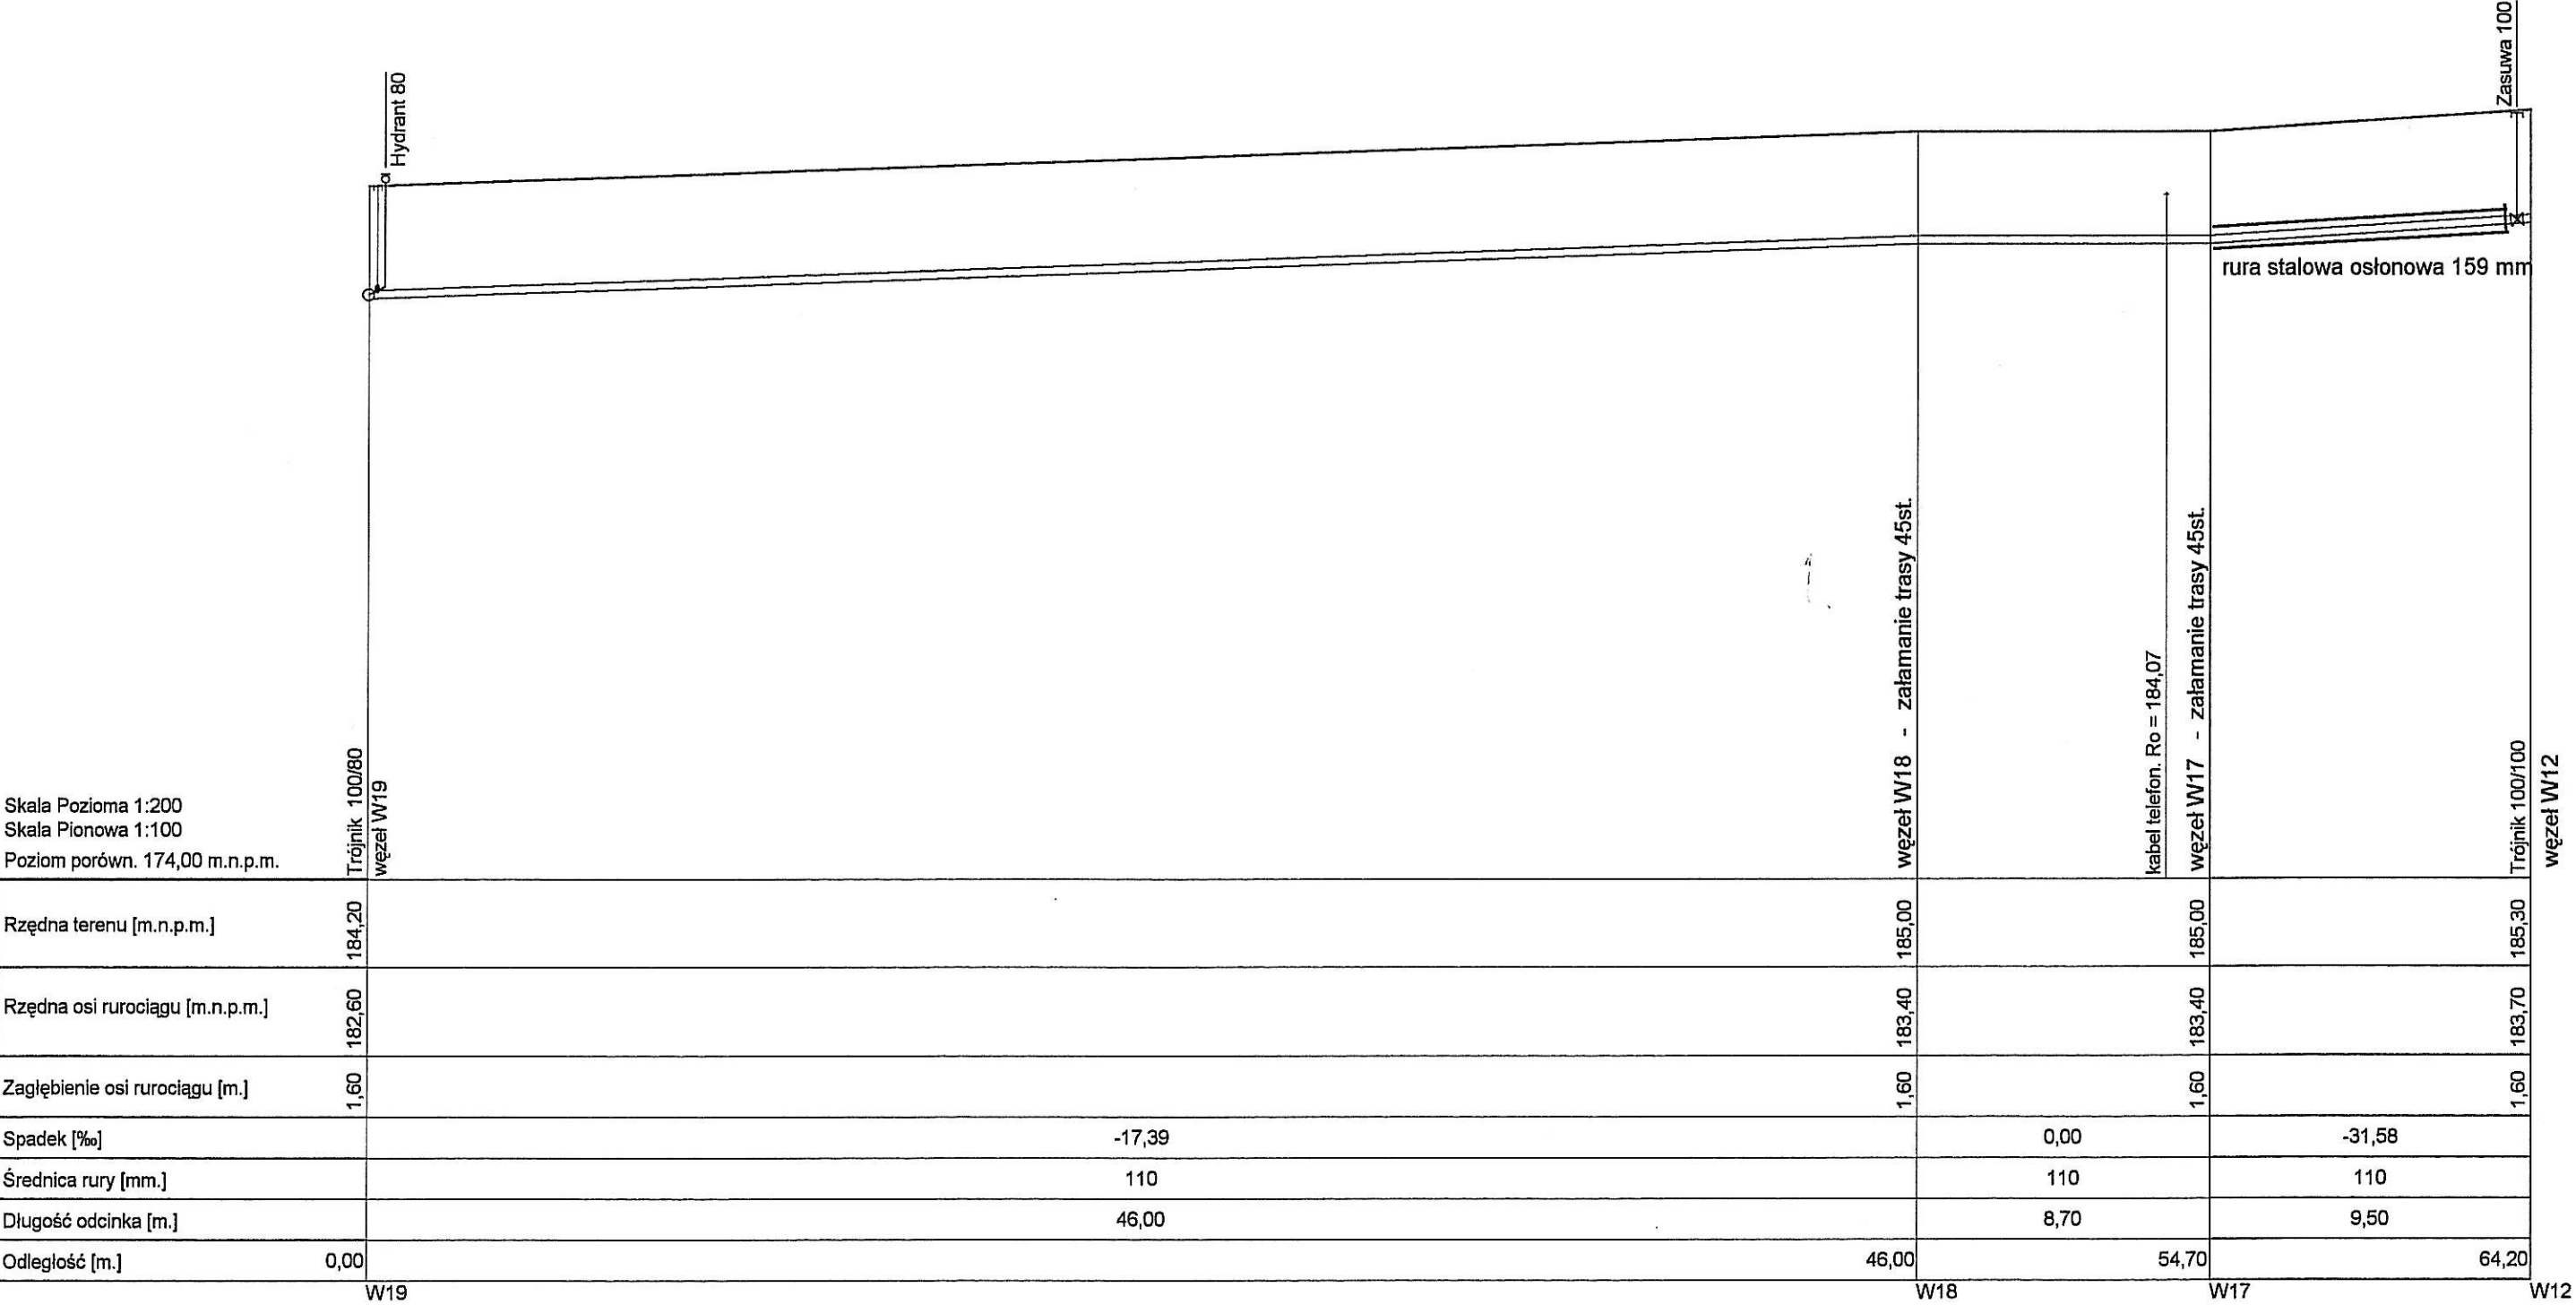 Zasuwa 100
Hydrant 80
rura stalowa osłonowa 159 mm
Skala Pozioma 1:200
Skala Pionowa 1:100
Poziom porówn. 174,00 m.n.p.m.
Trójnik 100/80
węzeł W19
węzeł W18 - załamanie trasy 45st.
kabel telefon. Ro = 184,07
węzeł W17 - załamanie trasy 45st.
Trójnik 100/100
węzeł W12
Rzędna terenu [m.n.p.m.] 184,20 185,00 185,00 185,30
Rzędna osi rurociągu [m.n.p.m.] 182,60 183,40 183,40 183,70
Zagłębienie osi rurociągu [m.] 1,60 1,60 1,60 1,60
Spadek [‰] -17,39 0,00 -31,58
Średnica rury [mm.] 110 110 110
Długość odcinka [m.] 46,00 8,70 9,50
Odległość [m.] 0,00 46,00 54,70 64,20
W19 W18 W17 W12